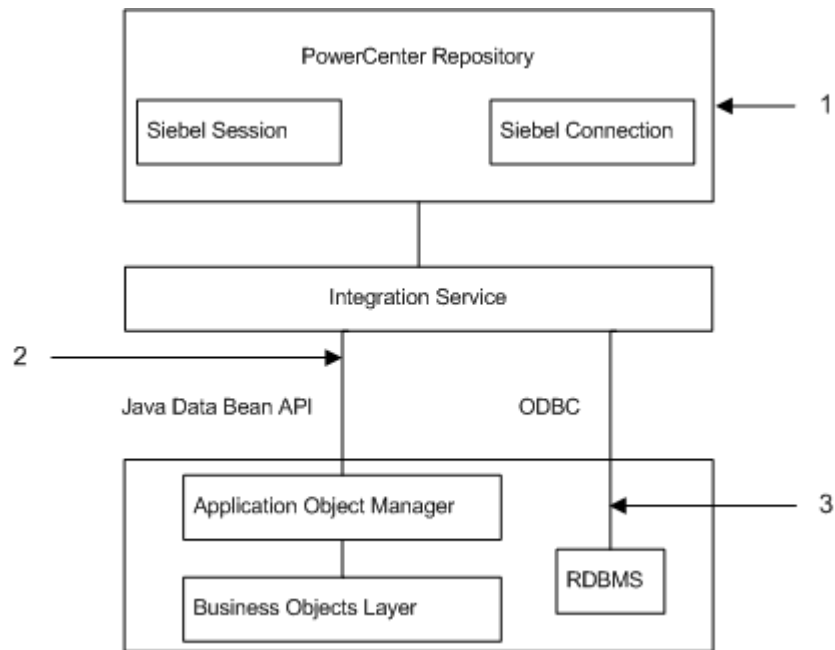 PowerCenter Repository
1
Siebel Session
Siebel Connection
Integration Service
2
Java Data Bean API
ODBC
Application Object Manager
3
RDBMS
Business Objects Layer